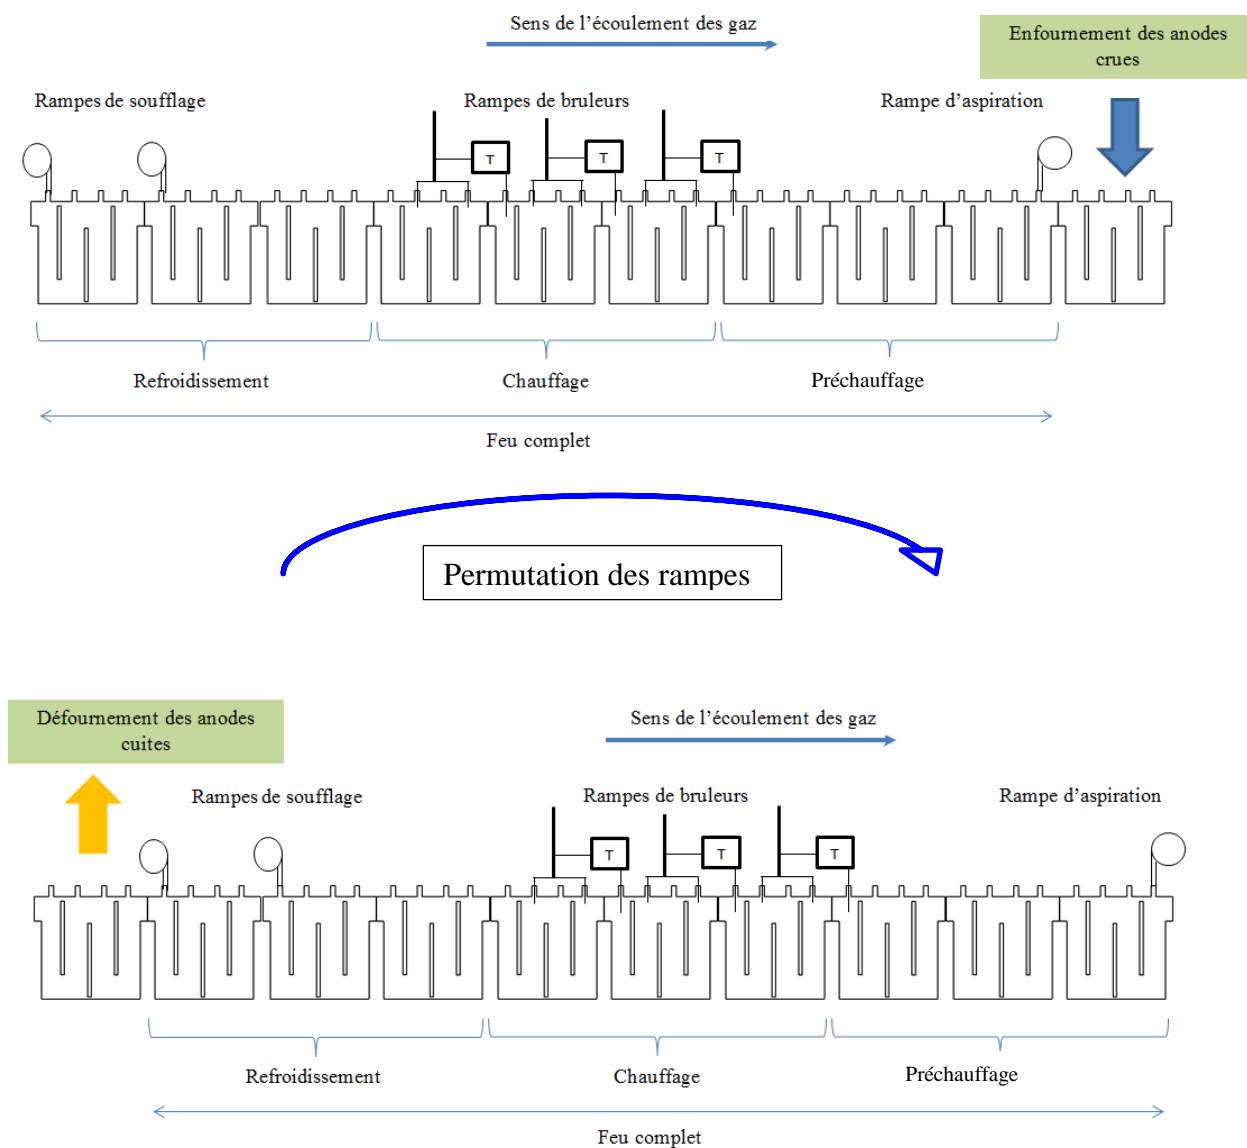 Sens de l’écoulement des gaz
Enfournement des anodes
crues
Rampes de soufflage
Rampes de bruleurs
Rampe d’aspiration
T
T
T
Refroidissement
Chauffage
Préchauffage
Feu complet
Permutation des rampes
Défournement des anodes
cuites
Sens de l’écoulement des gaz
Rampes de soufflage
Rampes de bruleurs
Rampe d’aspiration
T
T
T
Refroidissement
Chauffage
Préchauffage
Feu complet